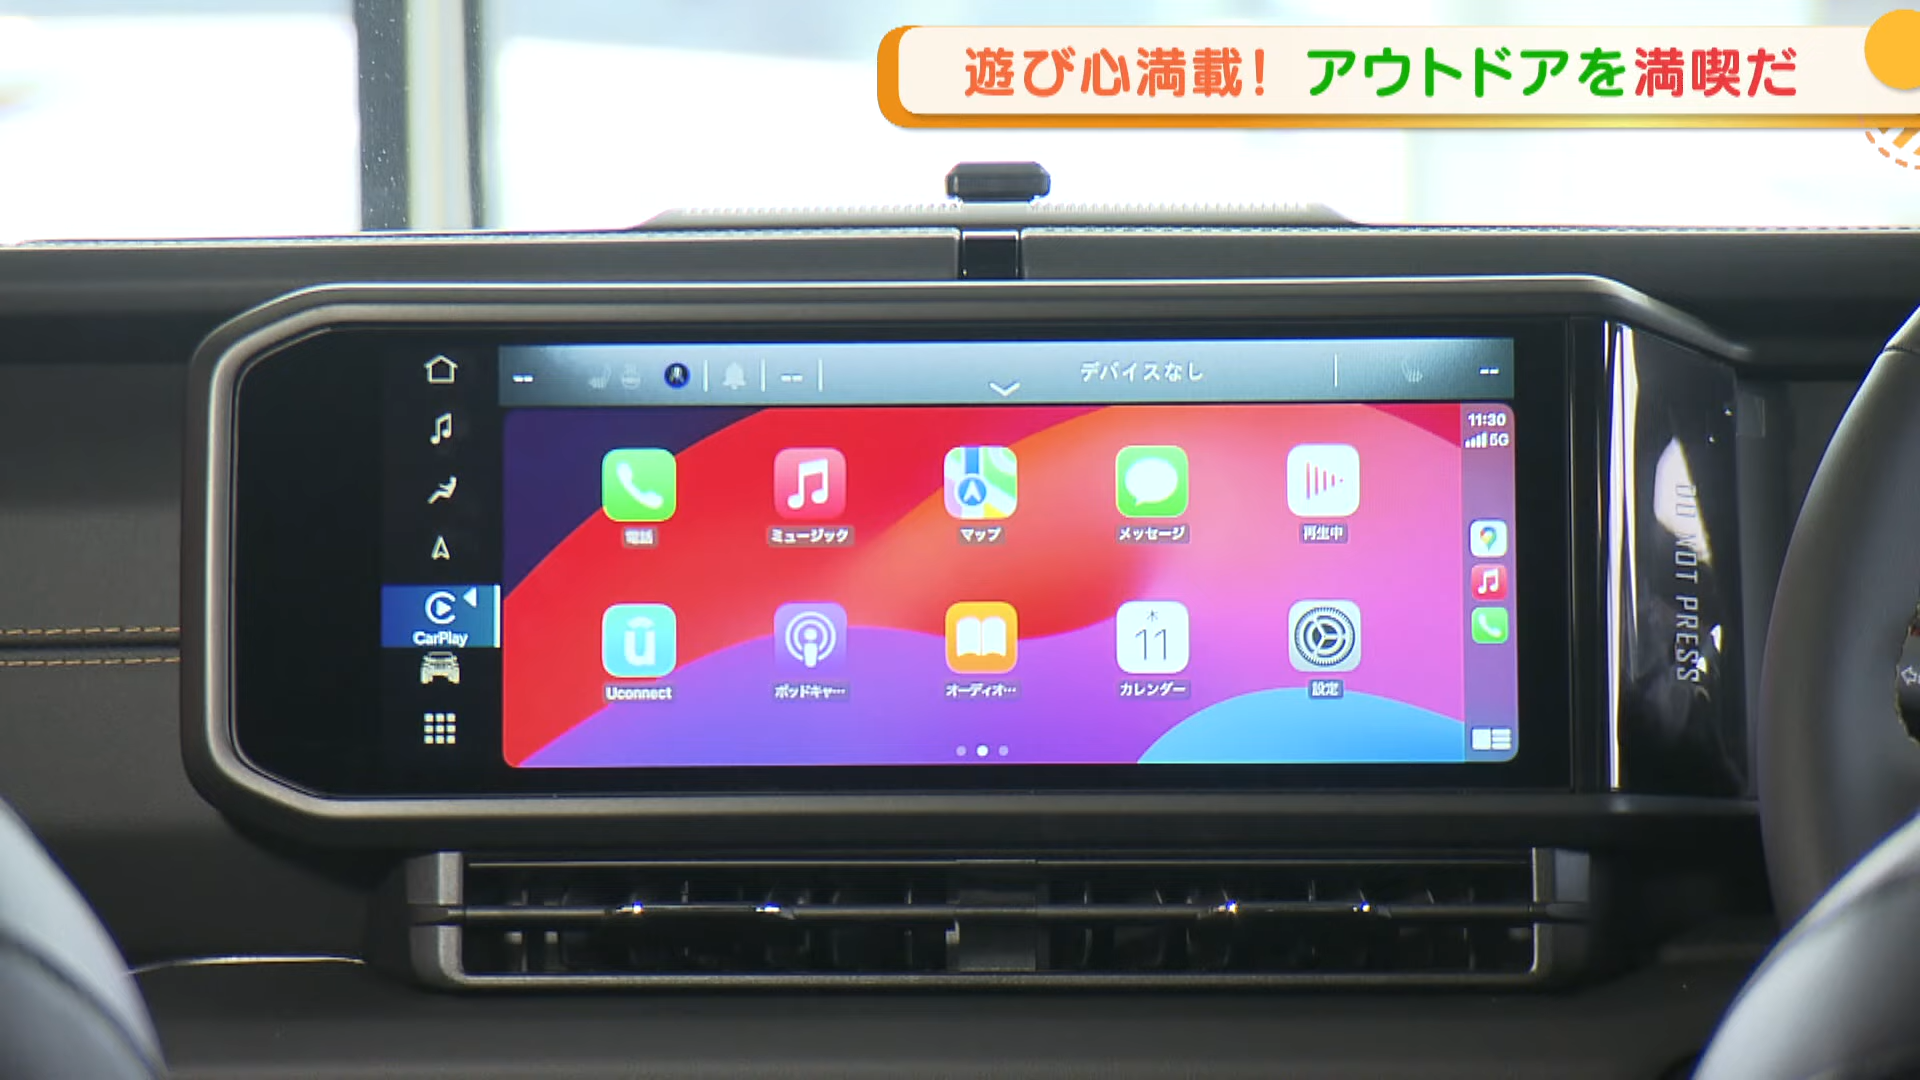 遊び心満載! アウトドアを満喫だ
-- -- デバイスなし --
11:30
5G
電話 ミュージック マップ メッセージ 再生中
CarPlay
木
11
Uconnect ポッドキャ… オーディオ… カレンダー 設定
DO NOT PRESS